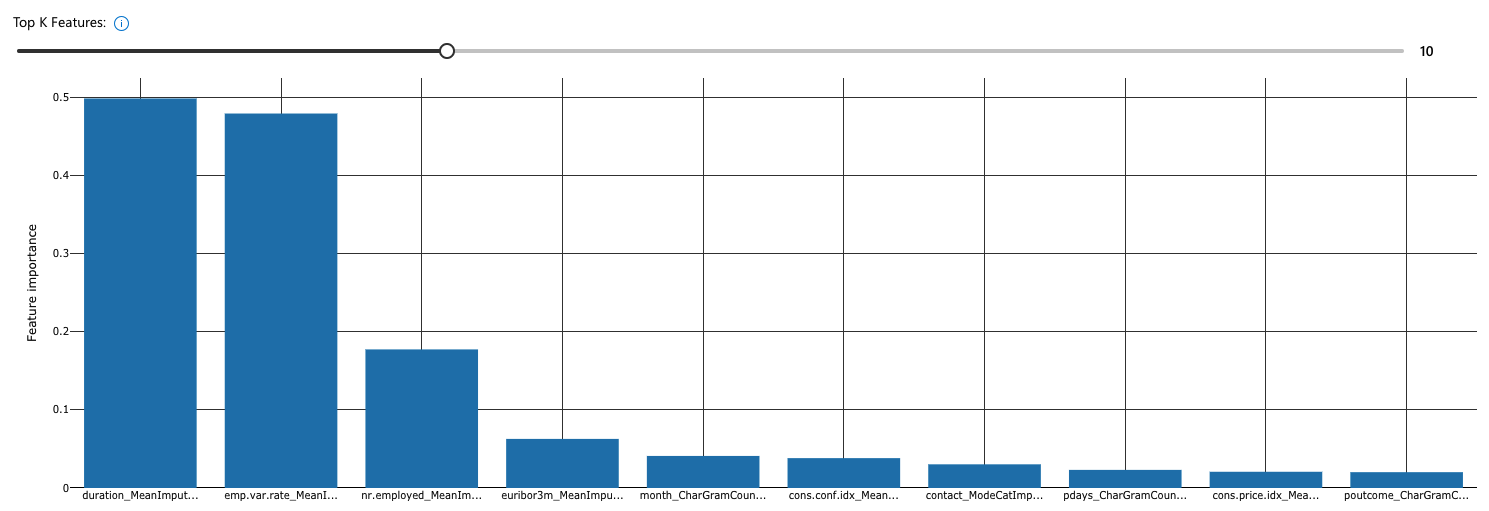 Top K Features: i
10
0.5
0.4
0.3
0.2
0.1
0
Feature importance
duration_MeanImput... emp.var.rate_MeanI... nr.employed_MeanIm... euribor3m_MeanImpu... month_CharGramCoun... cons.conf.idx_Mean... contact_ModeCatImp... pdays_CharGramCoun... cons.price.idx_Mea... poutcome_CharGramC...